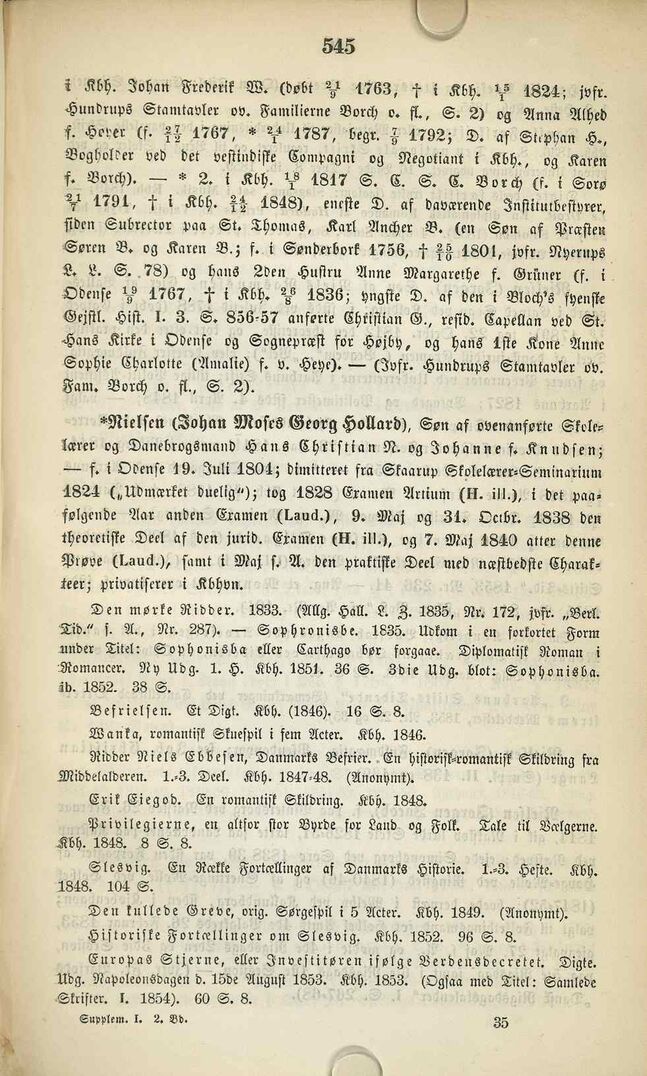 545
i Kbh. Johan Frederik W. (døbt 21/9 1763, † i Kbh. 15/1 1824; jvfr.
Hundrups Stamtavler ov. Familierne Borch o. fl., S. 2) og Anna Alhed
f. Hoyer (f. 27/12 1767, * 24/1 1787, begr. 7/9 1792; D. af Stephan H.,
Bogholder ved det vestindiske Compagni og Negotiant i Kbh., og Karen
f. Borch). — * 2. i Kbh. 18/1 1817 S. C. S. C. Borch (f. i Sorø
21/7 1791, † i Kbh. 24/12 1848), eneste D. af daværende Institutbestyrer,
siden Subrector paa St. Thomas, Karl Ancher B. (en Søn af Præsten
Søren B. og Karen B.; f. i Sønderbork 1756, † 25/10 1801, jvfr. Nyerups
L. L. S. 78) og hans 2den Hustru Anne Margarethe f. Grüner (f. i
Odense 19/9 1767, † i Kbh. 26/8 1836; yngste D. af den i Bloch's fyenske
Gejstl. Hist. I. 3. S. 856-57 anførte Christian G., resid. Capellan ved St.
Hans Kirke i Odense og Sognepræst for Højby, og hans 1ste Kone Anne
Sophie Charlotte (Amalie) f. v. Heye). — (Jvfr. Hundrups Stamtavler ov.
Fam. Borch o. fl., S. 2).
*Nielsen (Johan Moses Georg Hollard), Søn af ovenanførte Skole-
lærer og Danebrogsmand Hans Christian N. og Johanne f. Knudsen;
— f. i Odense 19. Juli 1804; dimitteret fra Skaarup Skolelærer-Seminarium
1824 („Udmærket duelig“); tog 1828 Examen Artium (H. ill.), i det paa-
følgende Aar anden Examen (Laud.), 9. Maj og 31. Octbr. 1838 den
theoretiske Deel af den jurid. Examen (H. ill.), og 7. Maj 1840 atter denne
Prøve (Laud.), samt i Maj s. A. den praktiske Deel med næstbedste Charak-
teer; privatiserer i Kbhvn.
Den mørke Ridder. 1833. (Allg. Hall. L. Z. 1835, Nr. 172, jvfr. „Berl.
Tid.“ s. A., Nr. 287). — Sophronisbe. 1835. Udkom i en forkortet Form
under Titel: Sophonisba eller Carthago bør forgaae. Diplomatisk Roman i
Romancer. Ny Udg. 1. H. Kbh. 1851. 36 S. 3die Udg. blot: Sophonisba.
ib. 1852. 38 S.
Befrielsen. Et Digt. Kbh. (1846). 16 S. 8.
Wanka, romantisk Skuespil i fem Acter. Kbh. 1846.
Ridder Niels Ebbesen, Danmarks Befrier. En historisk-romantisk Skildring fra
Middelalderen. 1.-3. Deel. Kbh. 1847-48. (Anonymt).
Erik Eiegod. En romantisk Skildring. Kbh. 1848.
Privilegierne, en altfor stor Byrde for Land og Folk. Tale til Vælgerne.
Kbh. 1848. 8 S. 8.
Slesvig. En Række Fortællinger af Danmarks Historie. 1.-3. Hefte. Kbh.
1848. 104 S.
Den kullede Greve, orig. Sørgespil i 5 Acter. Kbh. 1849. (Anonymt).
Historiske Fortællinger om Slesvig. Kbh. 1852. 96 S. 8.
Europas Stjerne, eller Investitøren ifølge Verdensdecretet. Digte.
Udg. Napoleonsdagen d. 15de August 1853. Kbh. 1853. (Ogsaa med Titel: Samlede
Skrifter. I. 1854). 60 S. 8.
Supplem. I. 2. Bd. 35